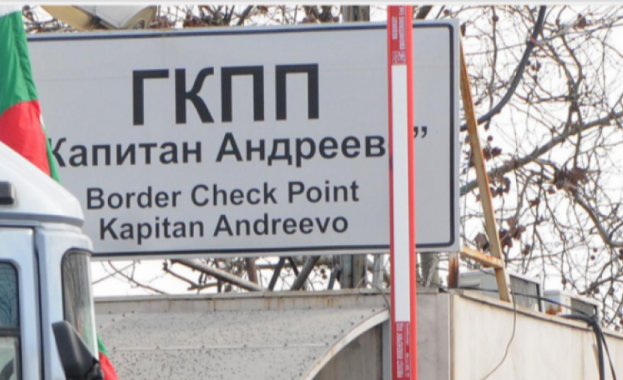 ГКПП
Капитан Андреев ”
Border Check Point
Kapitan Andreevo